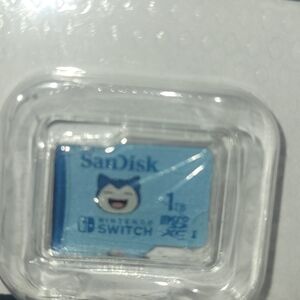 SanDisk
1TB
NINTENDO
SWITCH
micro
SD
XC I